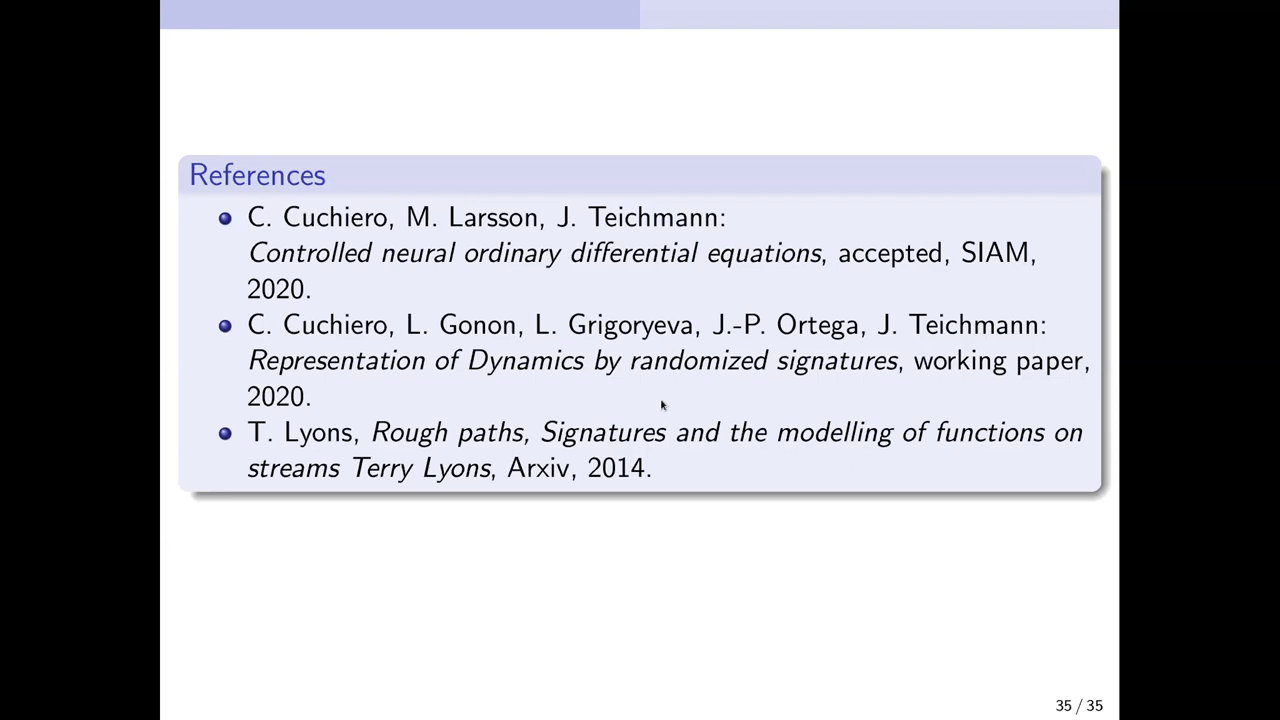 References
C. Cuchiero, M. Larsson, J. Teichmann:
Controlled neural ordinary differential equations, accepted, SIAM,
2020.
C. Cuchiero, L. Gonon, L. Grigoryeva, J.-P. Ortega, J. Teichmann:
Representation of Dynamics by randomized signatures, working paper,
2020.
T. Lyons, Rough paths, Signatures and the modelling of functions on
streams Terry Lyons, Arxiv, 2014.
35 / 35